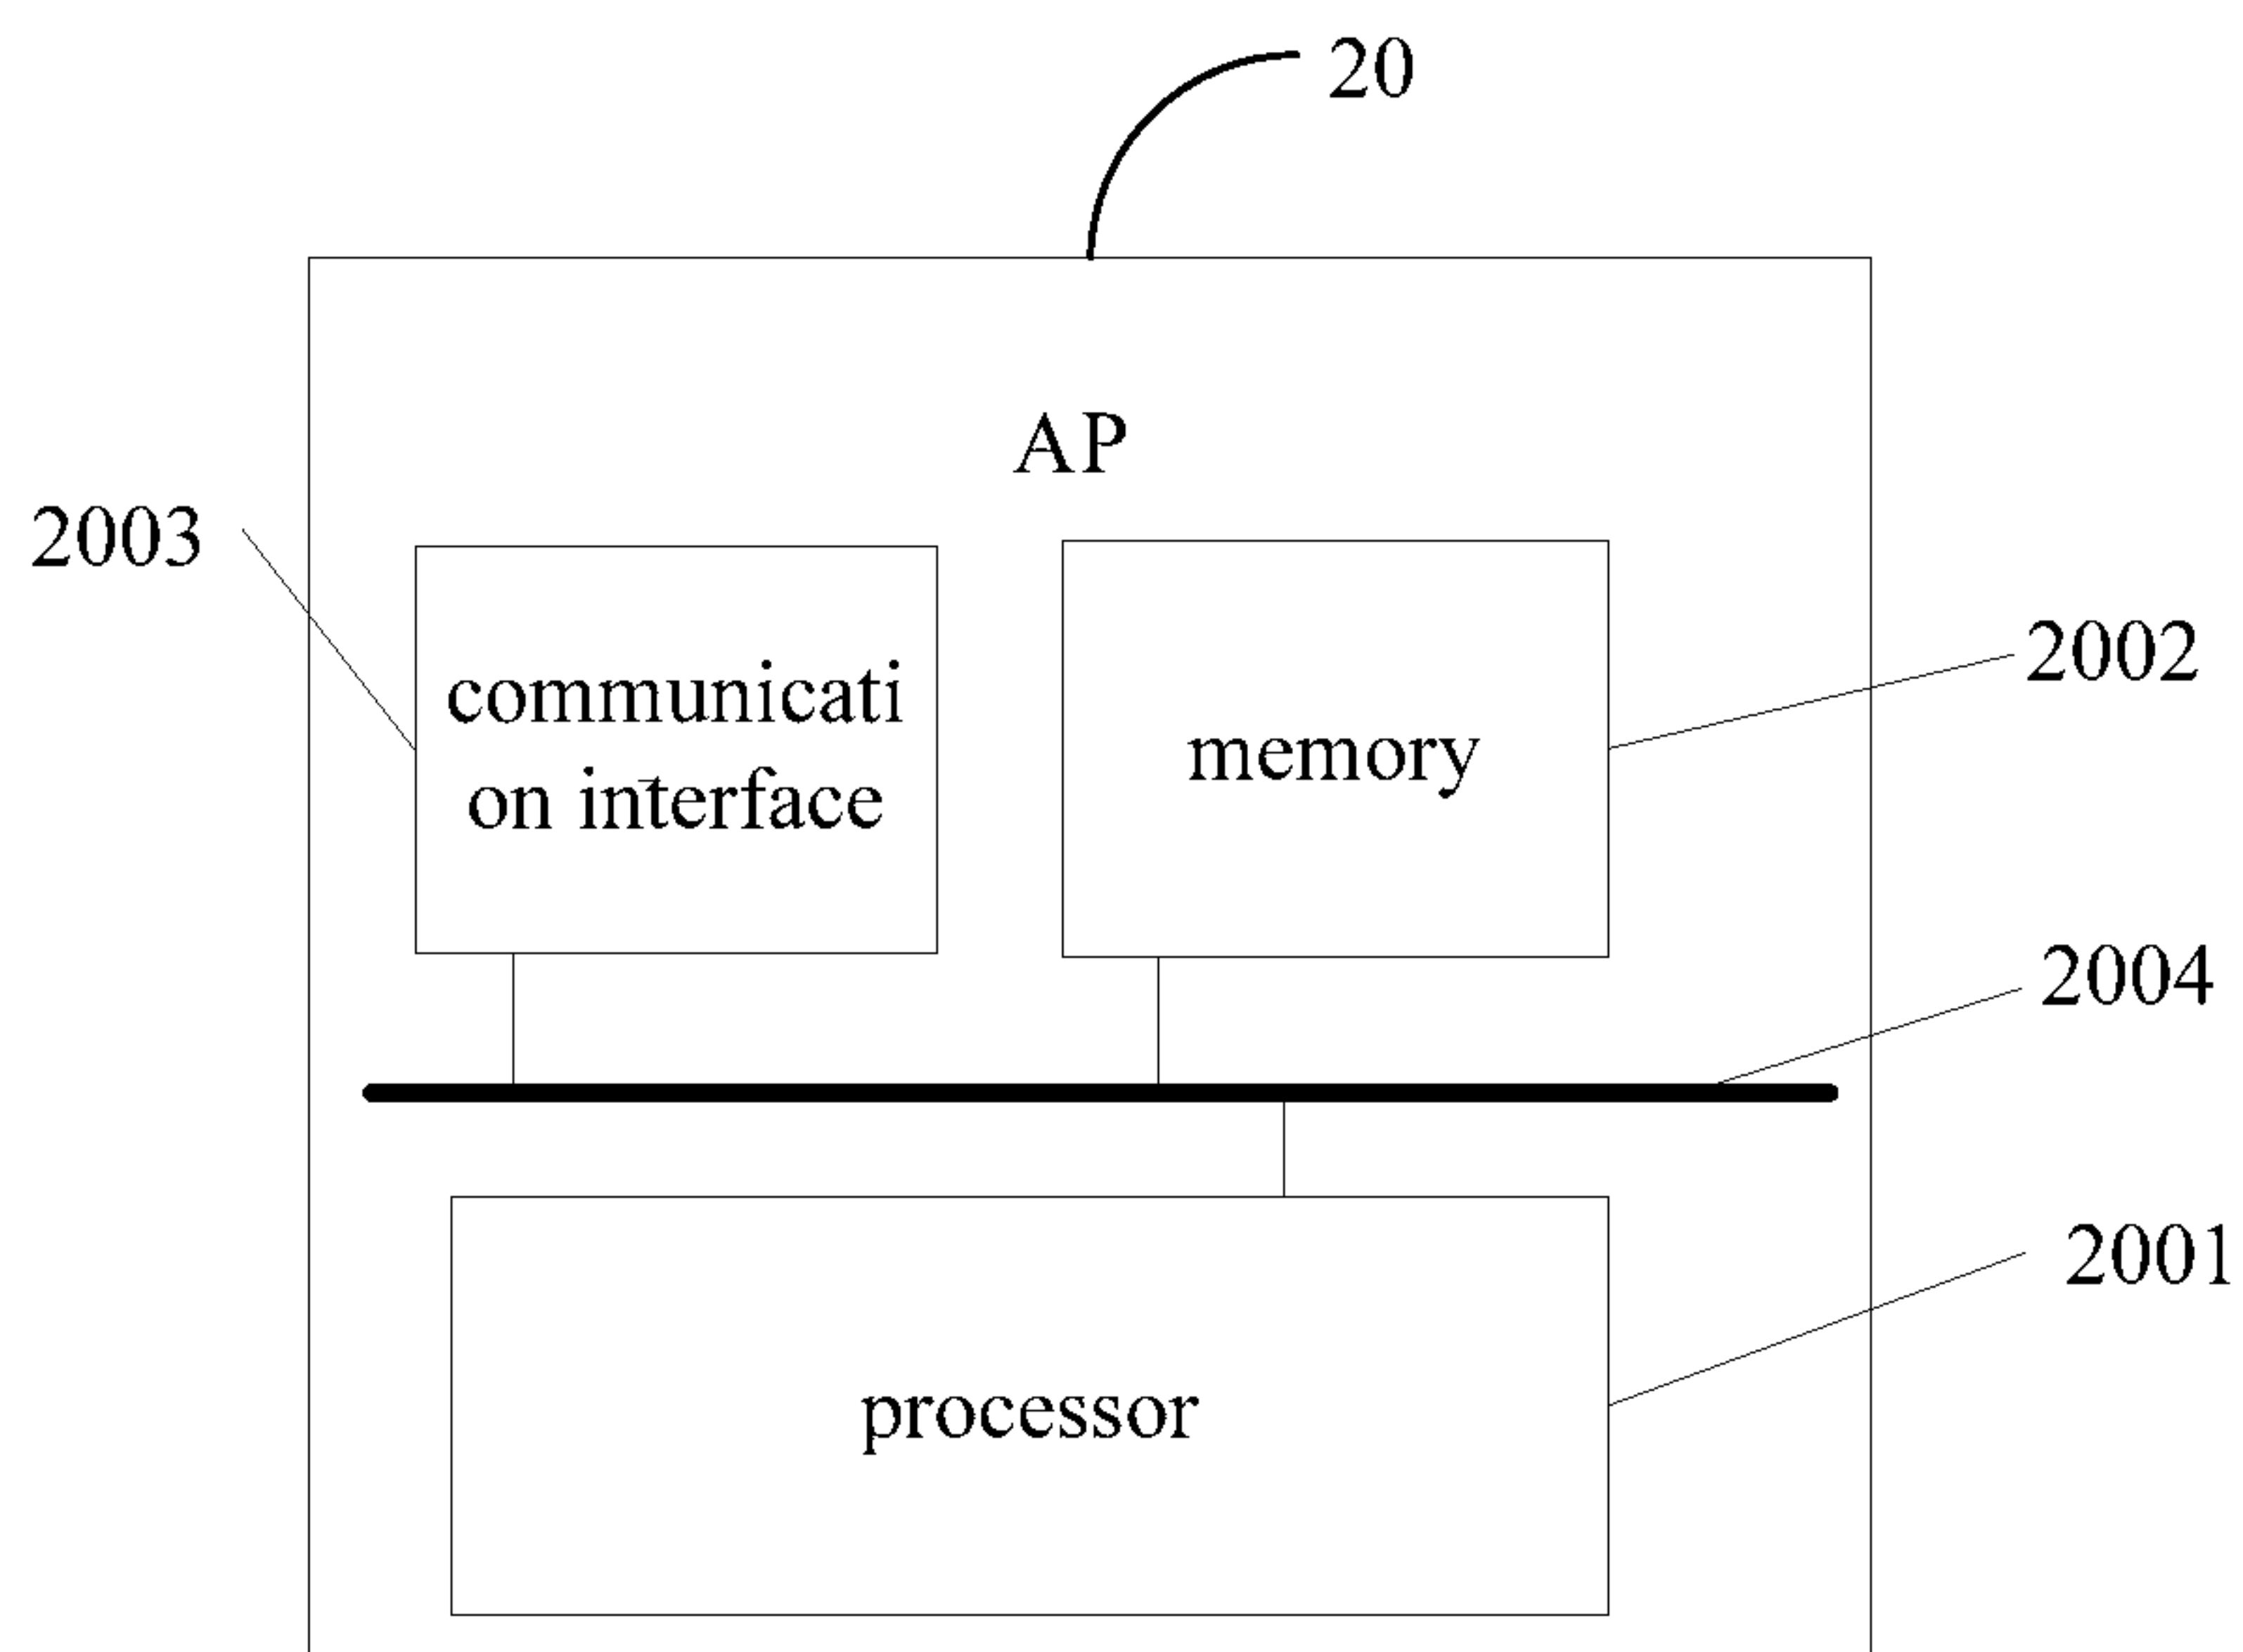 20
AP
2003
communicati
on interface
memory
2002
2004
2001
processor